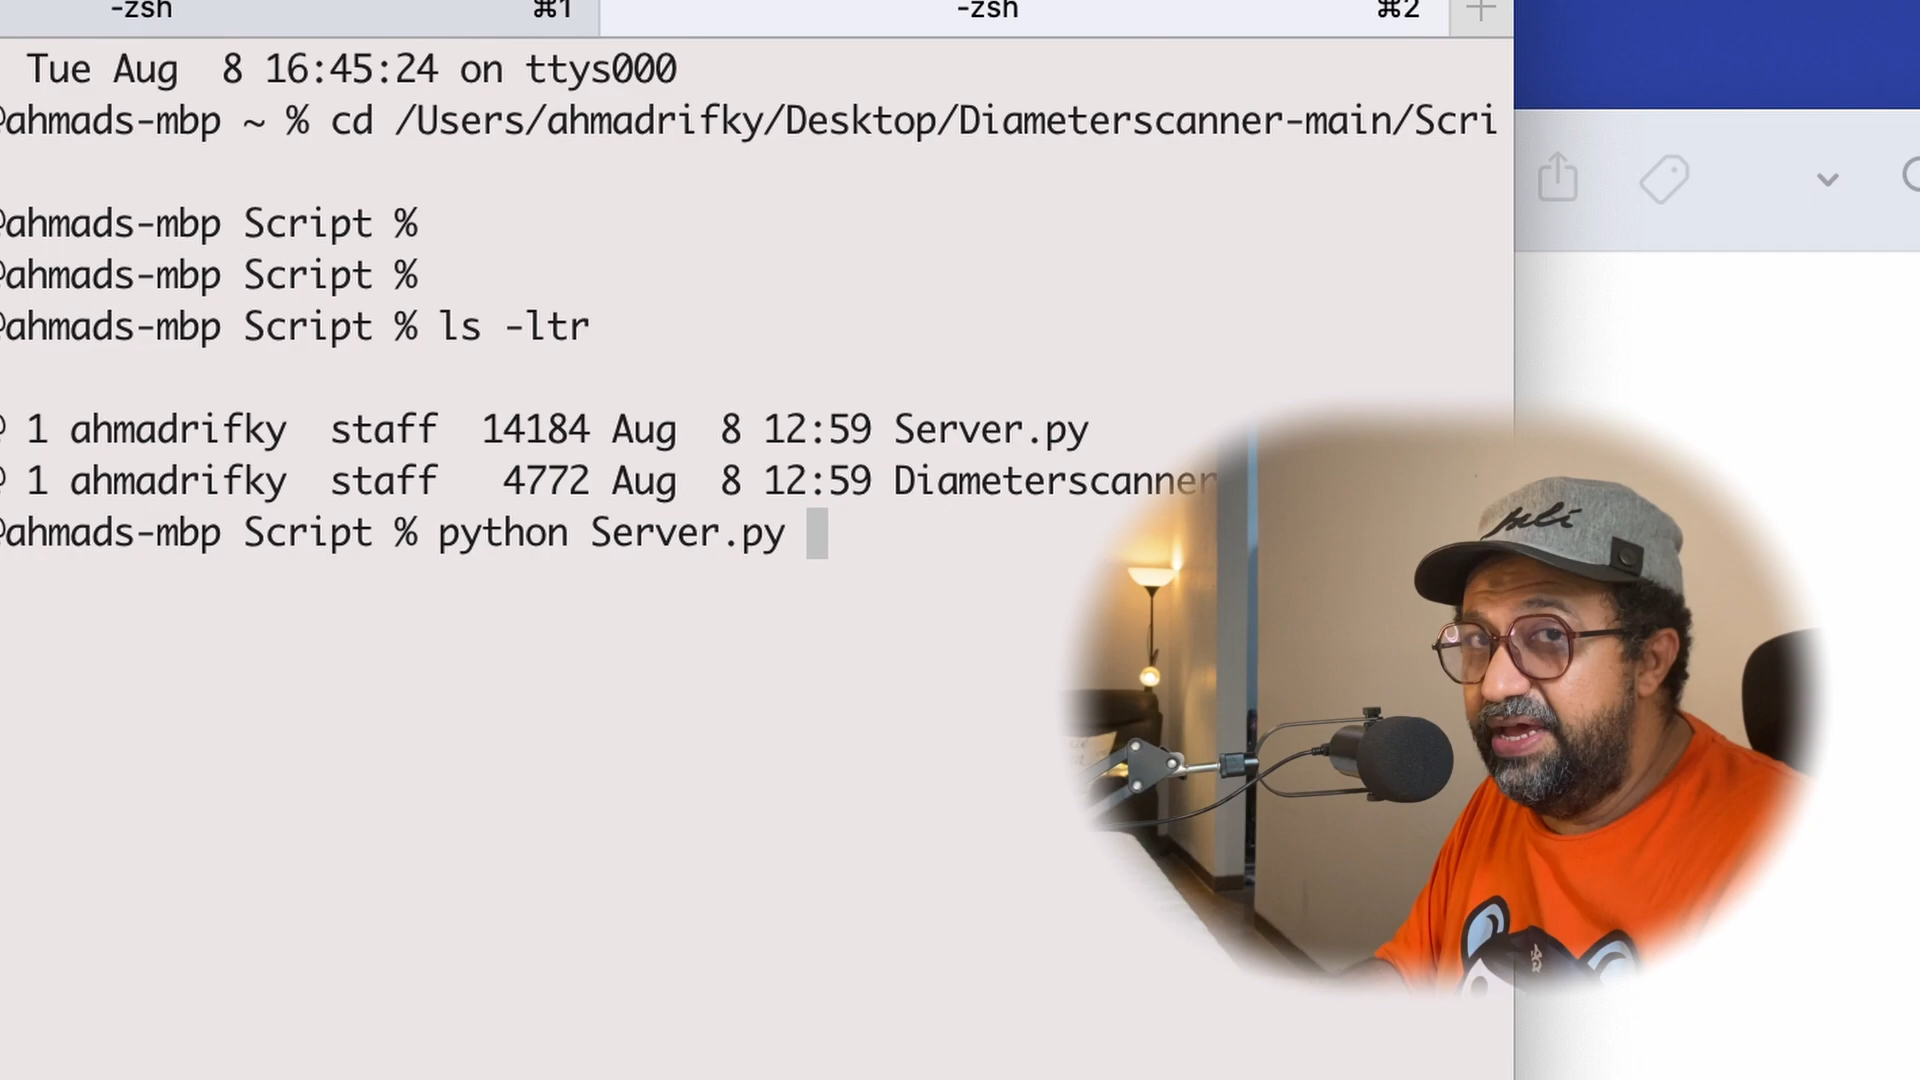 -zsh ⌘1 -zsh ⌘2
Tue Aug  8 16:45:24 on ttys000
@ahmads-mbp ~ % cd /Users/ahmadrifky/Desktop/Diameterscanner-main/Scri
@ahmads-mbp Script %
@ahmads-mbp Script %
@ahmads-mbp Script % ls -ltr
@ 1 ahmadrifky  staff  14184 Aug  8 12:59 Server.py
@ 1 ahmadrifky  staff   4772 Aug  8 12:59 Diameterscanner
@ahmads-mbp Script % python Server.py